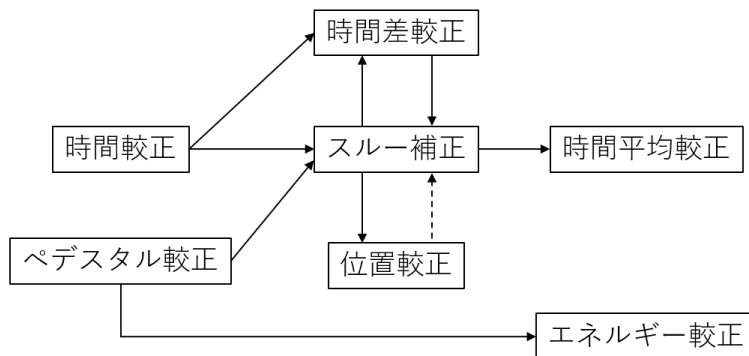 時間差較正
時間較正
スルー補正
時間平均較正
ペデスタル較正
位置較正
エネルギー較正